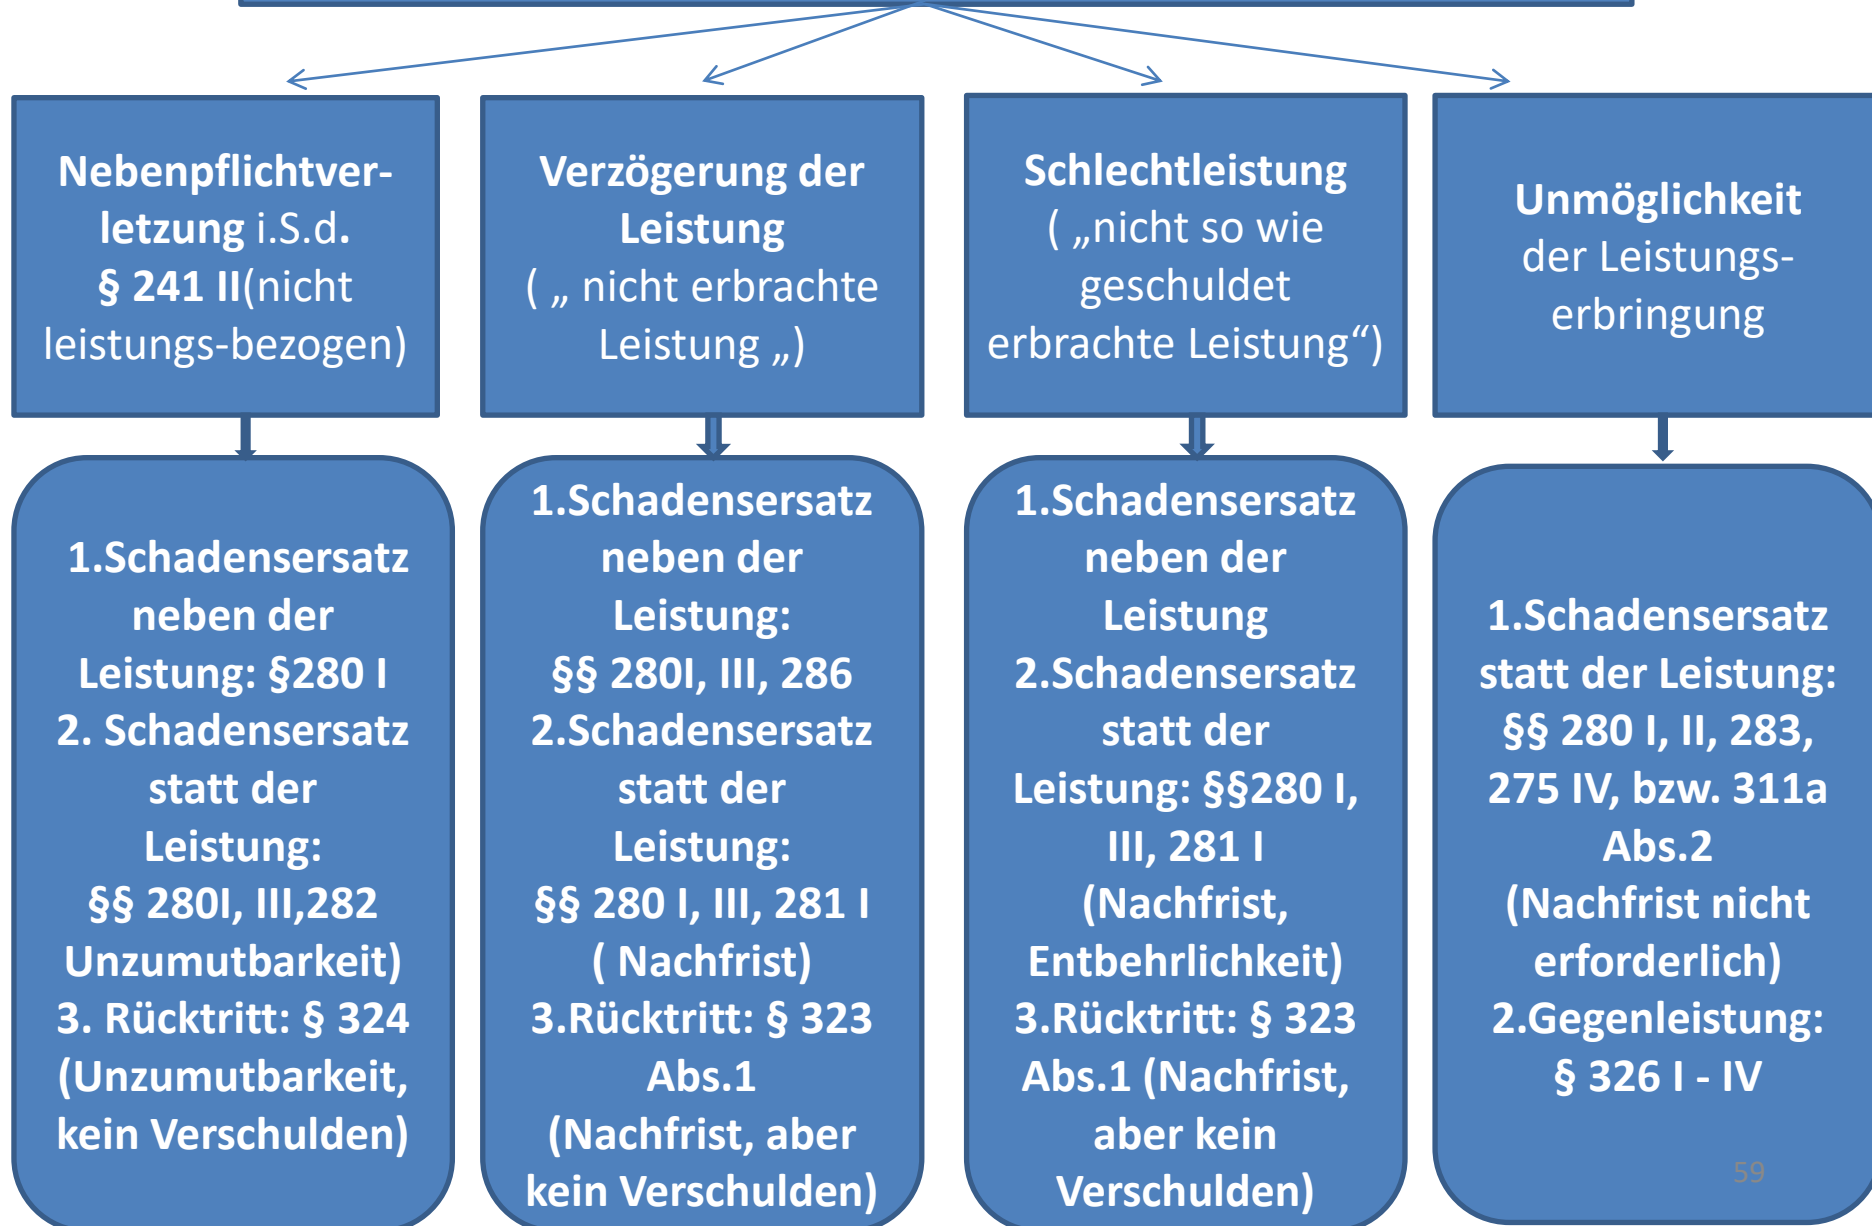 Nebenpflichtver-
letzung i.S.d.
§ 241 II(nicht
leistungs-bezogen)
Verzögerung der
Leistung
( „ nicht erbrachte
Leistung „)
Schlechtleistung
( „nicht so wie
geschuldet
erbrachte Leistung“)
Unmöglichkeit
der Leistungs-
erbringung
1.Schadensersatz
neben der
Leistung: §280 I
2. Schadensersatz
statt der
Leistung:
§§ 280I, III,282
Unzumutbarkeit)
3. Rücktritt: § 324
(Unzumutbarkeit,
kein Verschulden)
1.Schadensersatz
neben der
Leistung:
§§ 280I, III, 286
2.Schadensersatz
statt der
Leistung:
§§ 280 I, III, 281 I
( Nachfrist)
3.Rücktritt: § 323
Abs.1
(Nachfrist, aber
kein Verschulden)
1.Schadensersatz
neben der
Leistung
2.Schadensersatz
statt der
Leistung: §§280 I,
III, 281 I
(Nachfrist,
Entbehrlichkeit)
3.Rücktritt: § 323
Abs.1 (Nachfrist,
aber kein
Verschulden)
1.Schadensersatz
statt der Leistung:
§§ 280 I, II, 283,
275 IV, bzw. 311a
Abs.2
(Nachfrist nicht
erforderlich)
2.Gegenleistung:
§ 326 I - IV
59